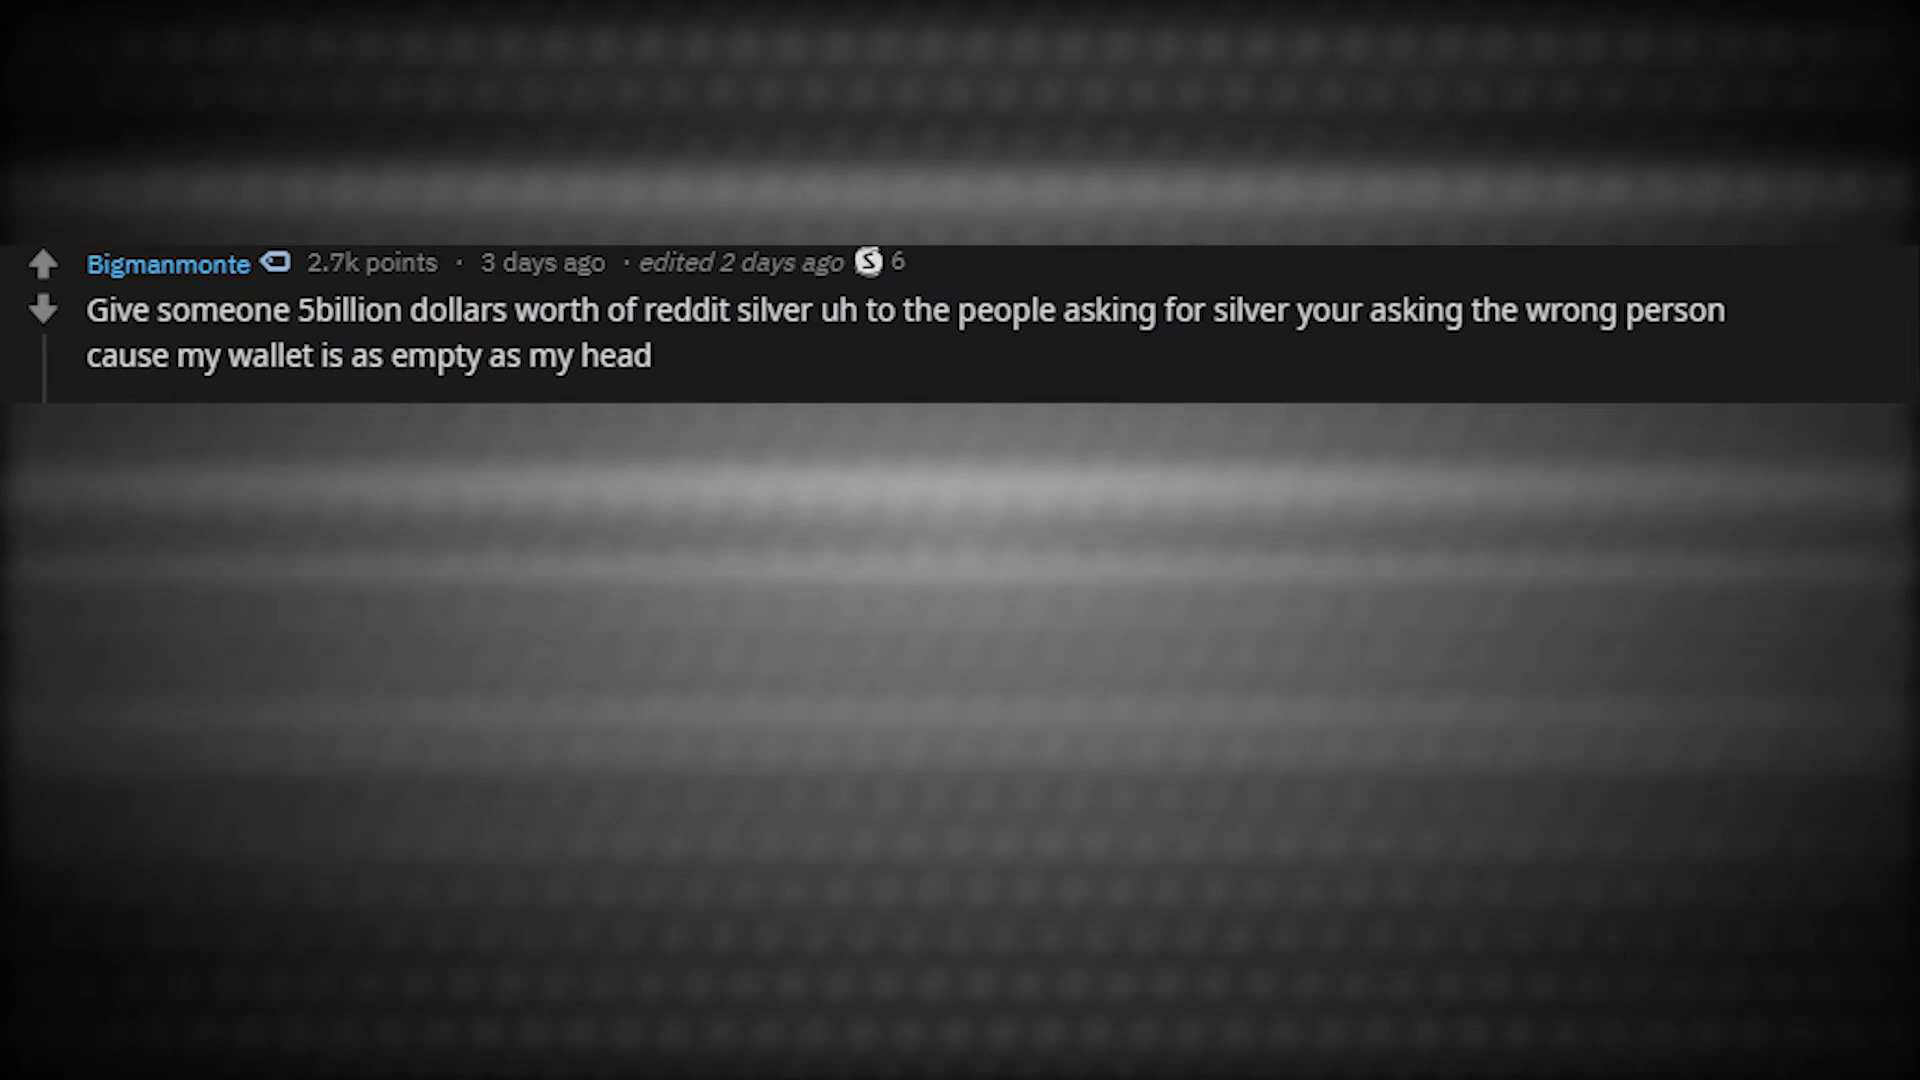 Bigmanmonte 2.7k points · 3 days ago · edited 2 days ago S 6
Give someone 5billion dollars worth of reddit silver uh to the people asking for silver your asking the wrong person
cause my wallet is as empty as my head